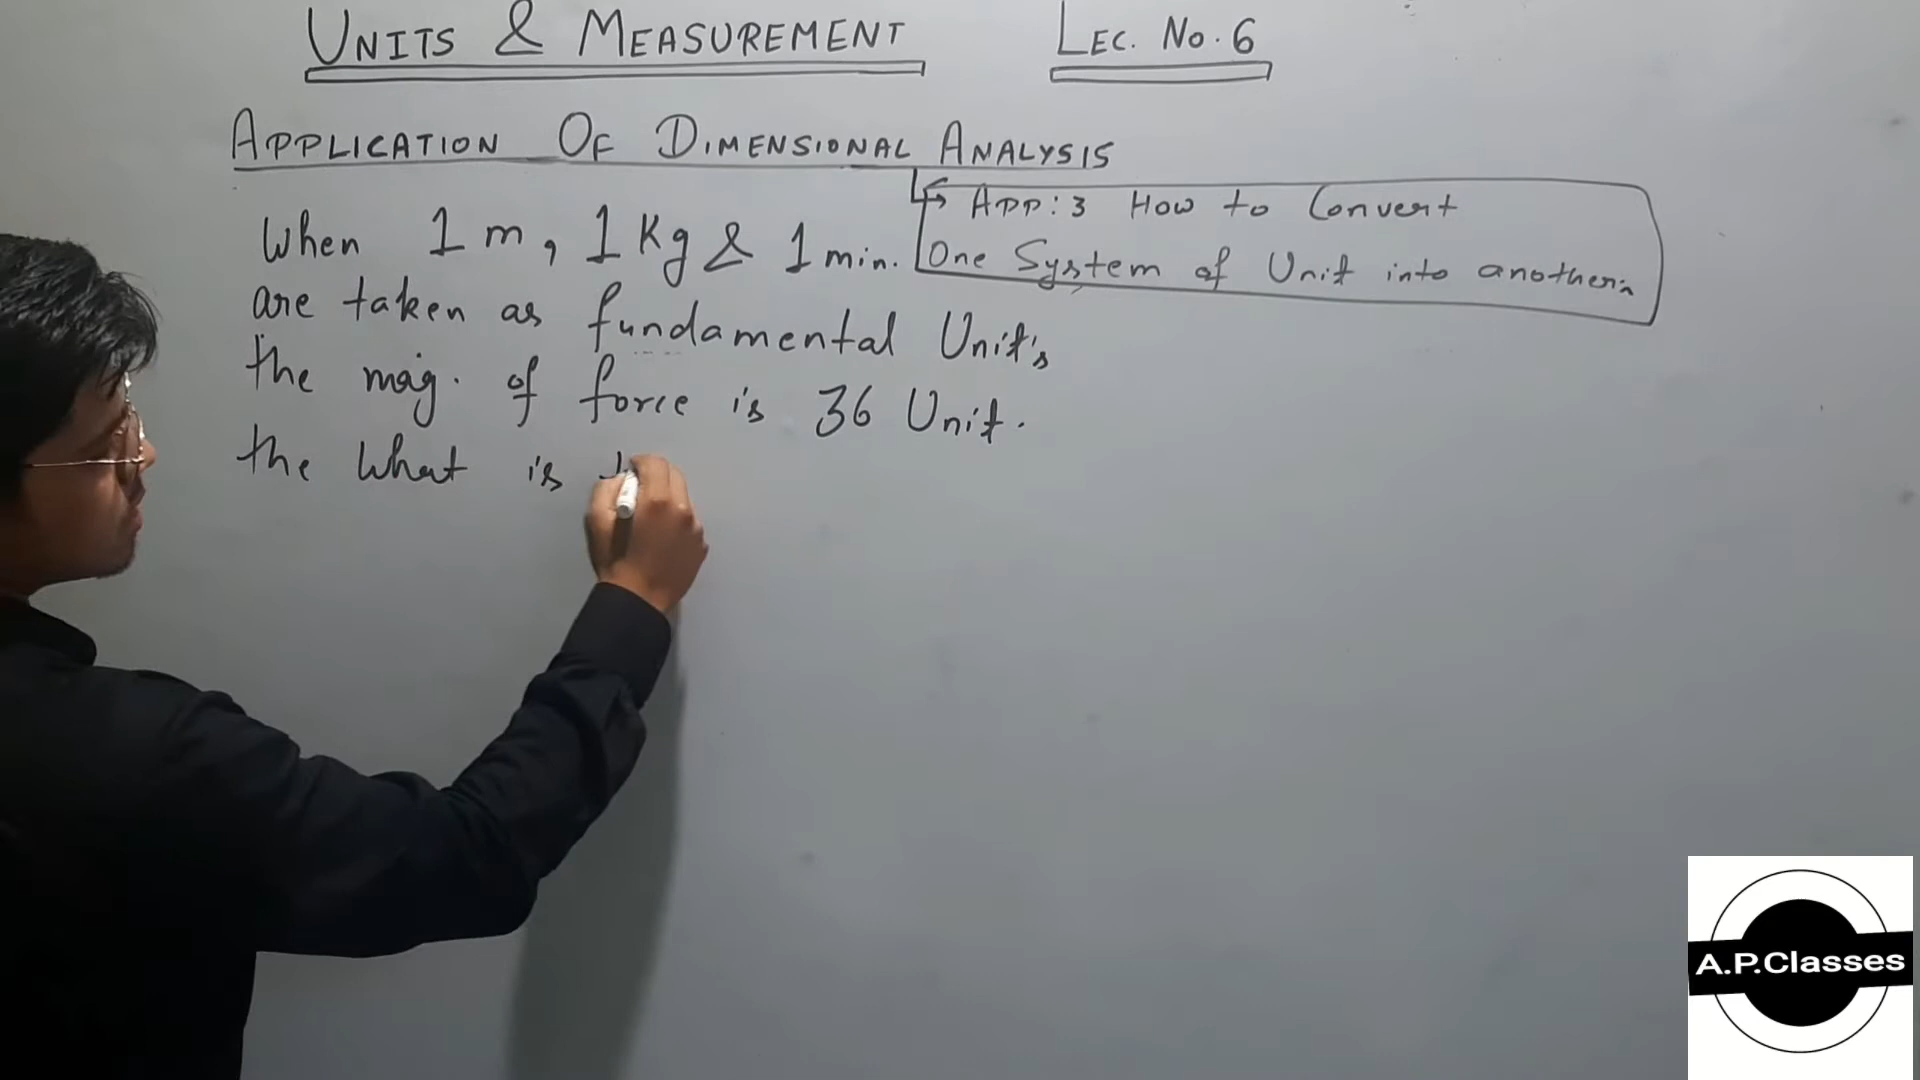 UNITS & MEASUREMENT LEC. No. 6
APPLICATION OF DIMENSIONAL ANALYSIS
APP: 3 How to Convert
One System of Unit into another:
When 1 m, 1 Kg & 1 min.
are taken as fundamental Unit's
the mag. of force is 36 Unit.
the What is
A.P.Classes